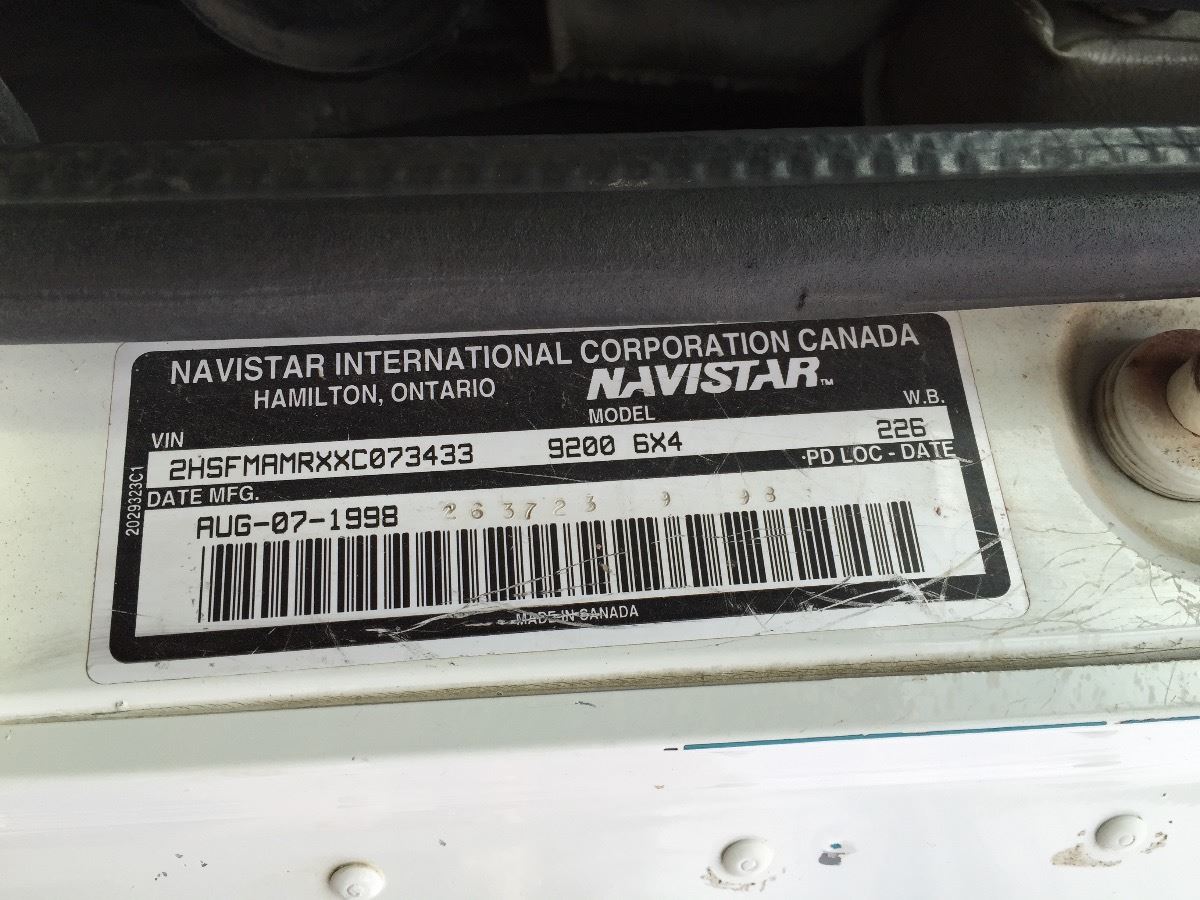 NAVISTAR INTERNATIONAL CORPORATION CANADA
HAMILTON, ONTARIO NAVISTAR™
VIN MODEL W.B.
2HSFMAMRXXC073433 9200 6X4 226
DATE MFG. PD LOC - DATE
AUG-07-1998 263723 9 98
MADE IN CANADA
2029323C1